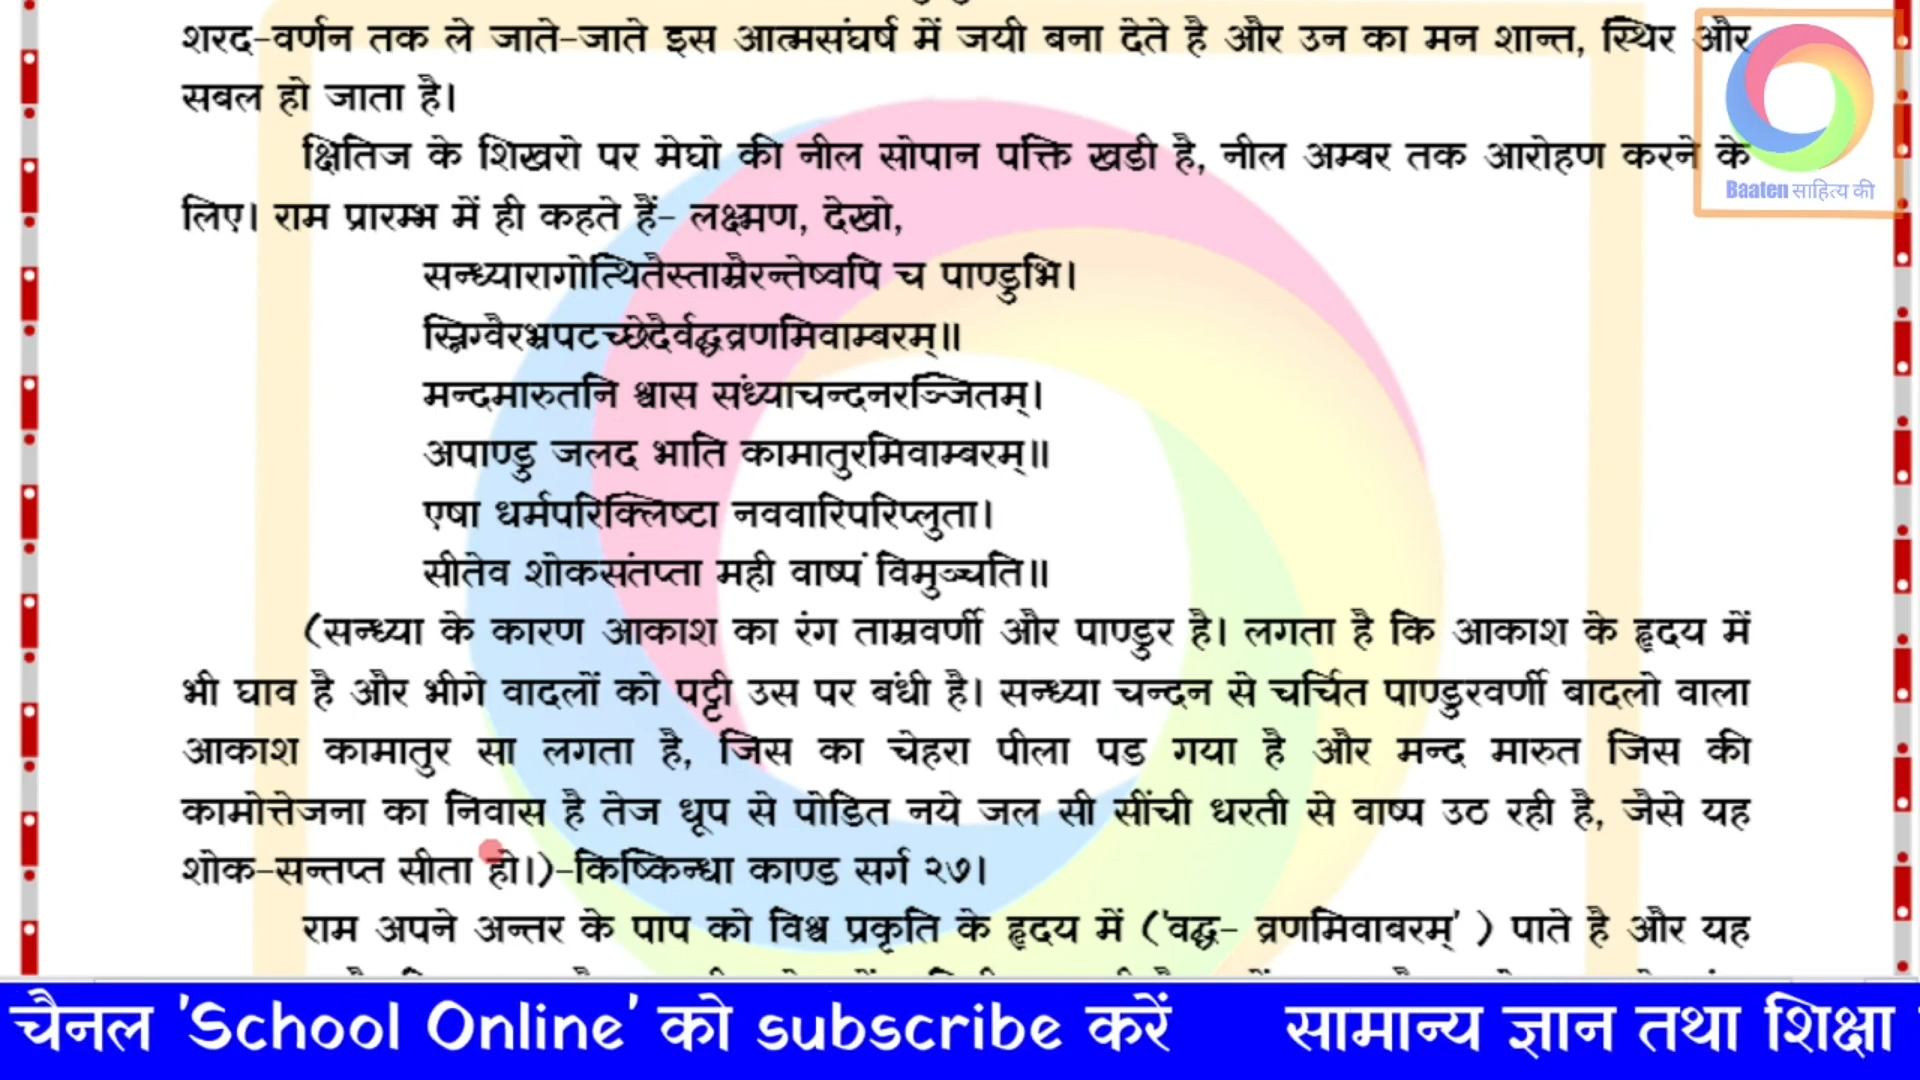 शरद-वर्णन तक ले जाते-जाते इस आत्मसंघर्ष में जयी बना देते है और उन का मन शान्त, स्थिर और
सबल हो जाता है।
क्षितिज के शिखरो पर मेघो की नील सोपान पक्ति खडी है, नील अम्बर तक आरोहण करने के
लिए। राम प्रारम्भ में ही कहते हैं- लक्ष्मण, देखो,
सन्ध्यारागोत्थितैस्ताम्रैरन्तेष्वपि च पाण्डुभि।
स्निग्वैरभ्रपटच्छेदैर्वद्धव्रणमिवाम्बरम्॥
मन्दमारुतनि श्वास सध्ंयाचन्दनरञ्जितम्।
अपाण्डु जलद भाति कामातुरमिवाम्बरम्॥
एषा धर्मपरिक्लिष्टा नववारिपरिप्लुता।
सीतेव शोकसंतप्ता मही वाष्पं विमुञ्चति॥
(सन्ध्या के कारण आकाश का रंग ताम्रवर्णी और पाण्डुर है। लगता है कि आकाश के हृदय में
भी घाव है और भीगे वादलों को पट्टी उस पर बंधी है। सन्ध्या चन्दन से चर्चित पाण्डुरवर्णी बादलो वाला
आकाश कामातुर सा लगता है, जिस का चेहरा पीला पड गया है और मन्द मारुत जिस की
कामोत्तेजना का निवास है तेज धूप से पोडित नये जल सी सींची धरती से वाष्प उठ रही है, जैसे यह
शोक-सन्तप्त सीता हो।)-किष्किन्धा काण्ड सर्ग २७।
राम अपने अन्तर के पाप को विश्व प्रकृति के हृदय में ('वद्ध- व्रणमिवाबरम्' ) पाते है और यह
Baaten साहित्य की
चैनल 'School Online' को subscribe करें सामान्य ज्ञान तथा शिक्षा